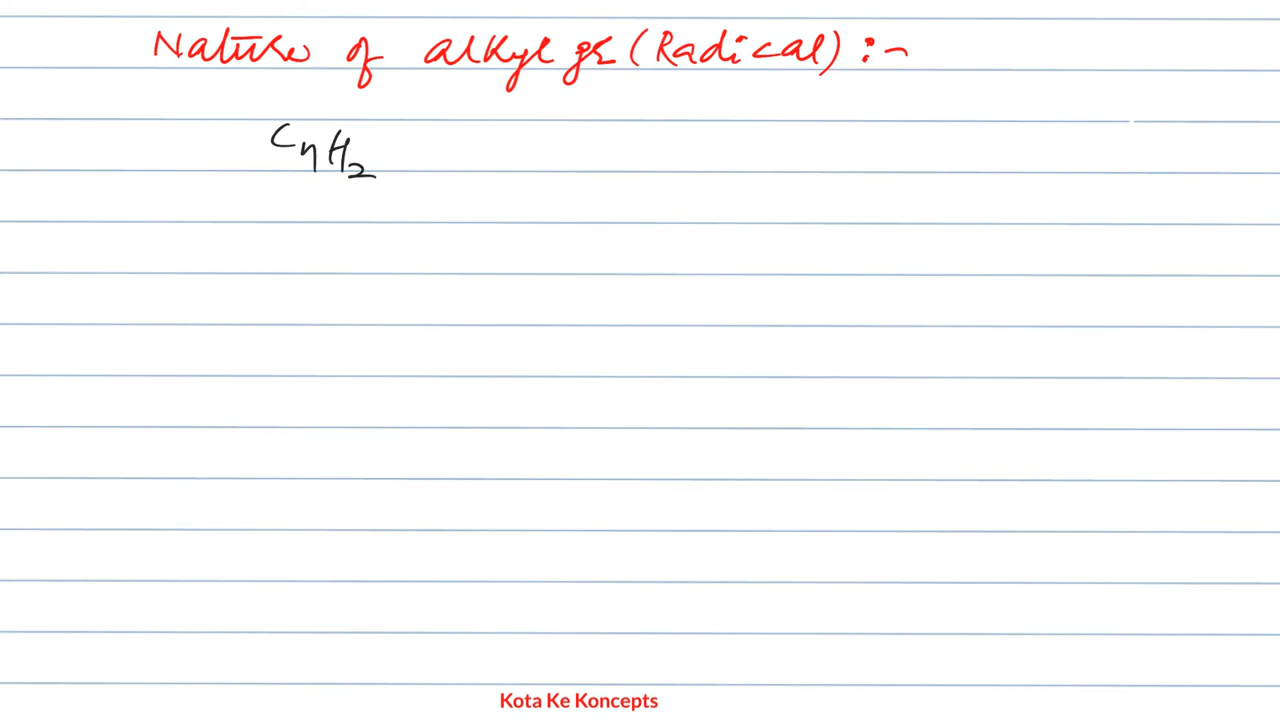 Nature of alkyl gr (Radical) :-
CnH2
Kota Ke Koncepts